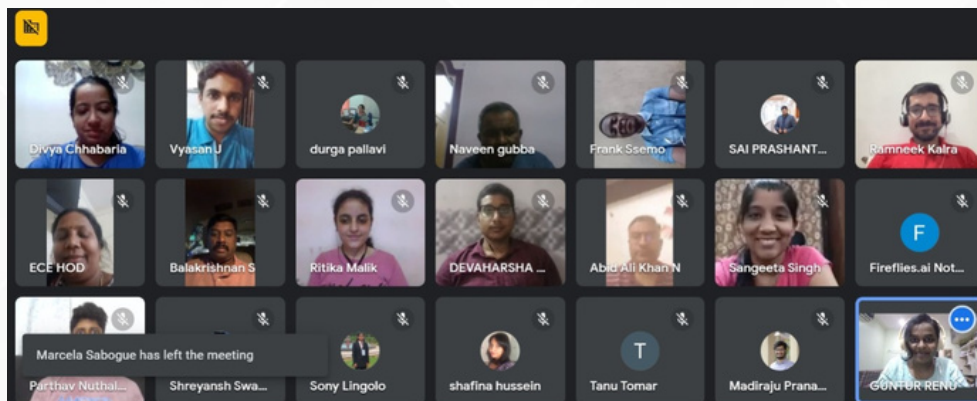 Divya Chhabaria
Vyasan J
durga pallavi
Naveen gubba
Frank Ssemo
SAI PRASHANT...
Ramneek Kalra
ECE HOD
Balakrishnan S
Ritika Malik
DEVAHARSHA ...
Abid Ali Khan N
Sangeeta Singh
F
Fireflies.ai Not...
Marcela Sabogue has left the meeting
Parthav Nuthal...
Shreyansh Swa...
Sony Lingolo
shafina hussein
T
Tanu Tomar
Madiraju Prana...
GUNTUR RENU